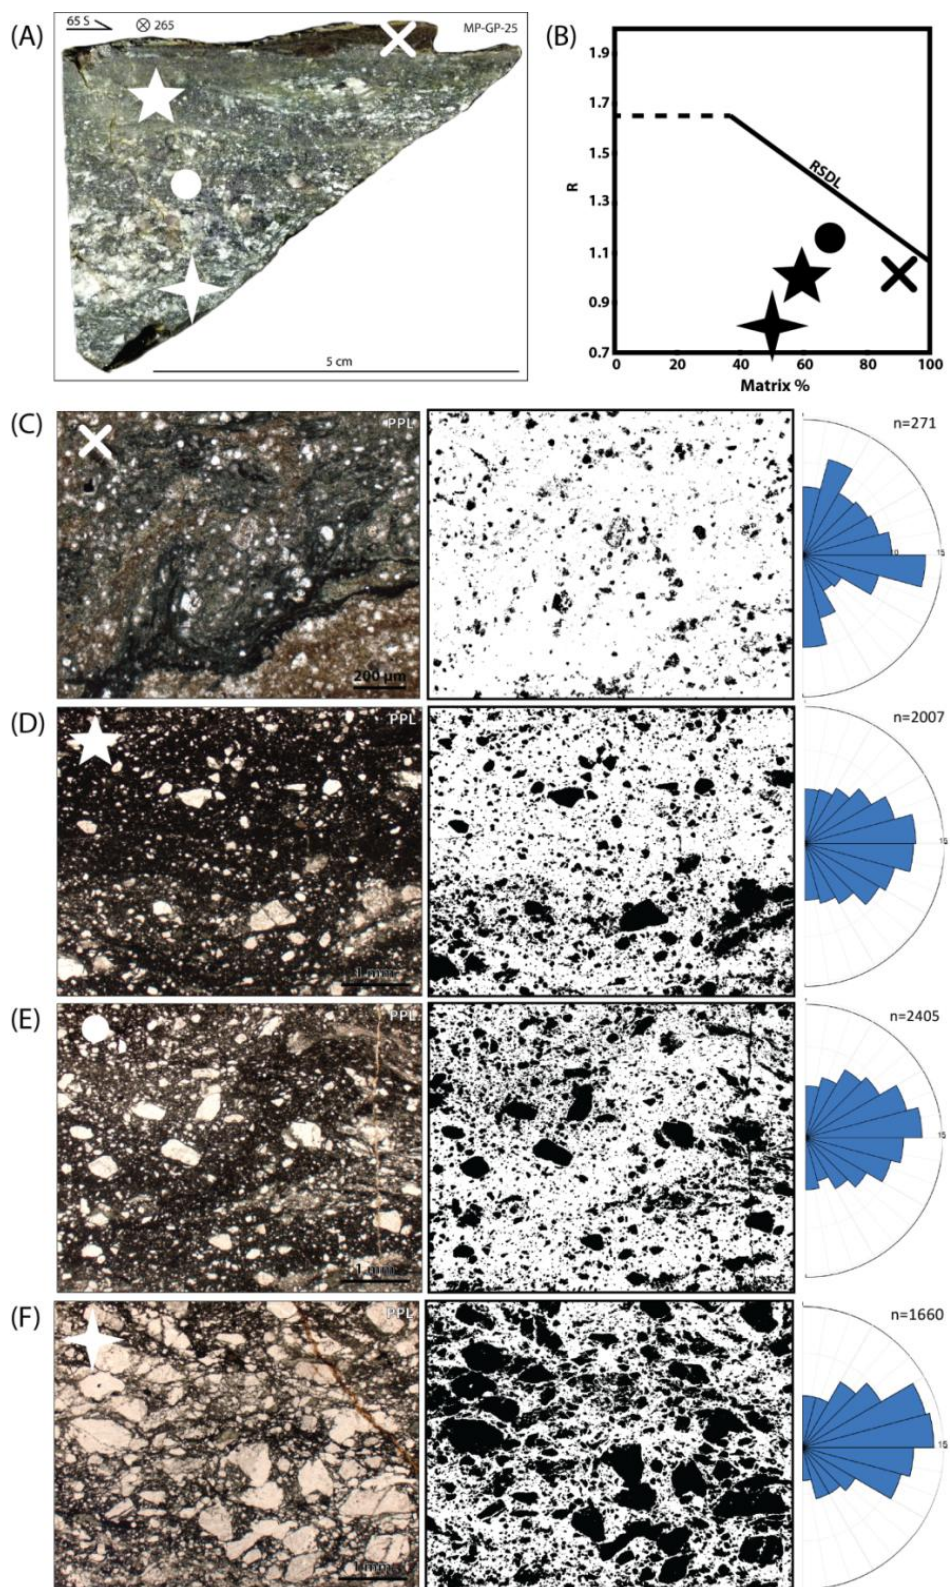 (A)
65 S
⊗ 265
MP-GP-25
5 cm
(B)
1.9
1.7
1.5
1.3
1.1
0.9
0.7
R
RSDL
0 20 40 60 80 100
Matrix %
(C)
PPL
200 µm
n=271
10 15
(D)
PPL
1 mm
n=2007
15
(E)
PPL
1 mm
n=2405
15
(F)
PPL
1 mm
n=1660
15